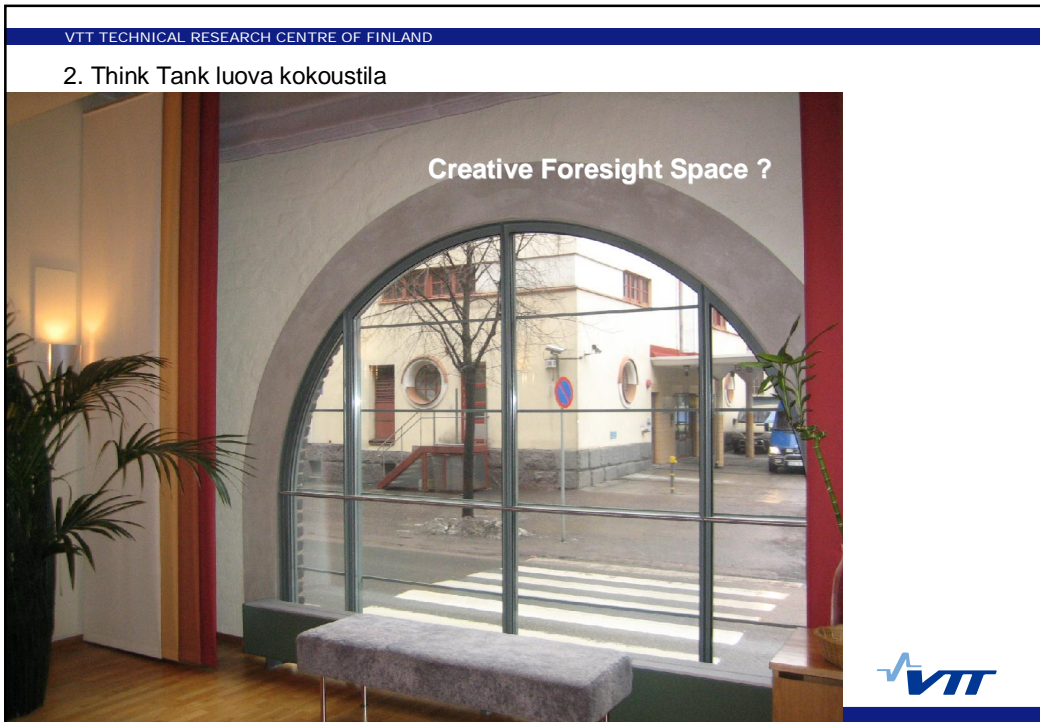 VTT TECHNICAL RESEARCH CENTRE OF FINLAND
2. Think Tank luova kokoustila
Creative Foresight Space ?
VTT